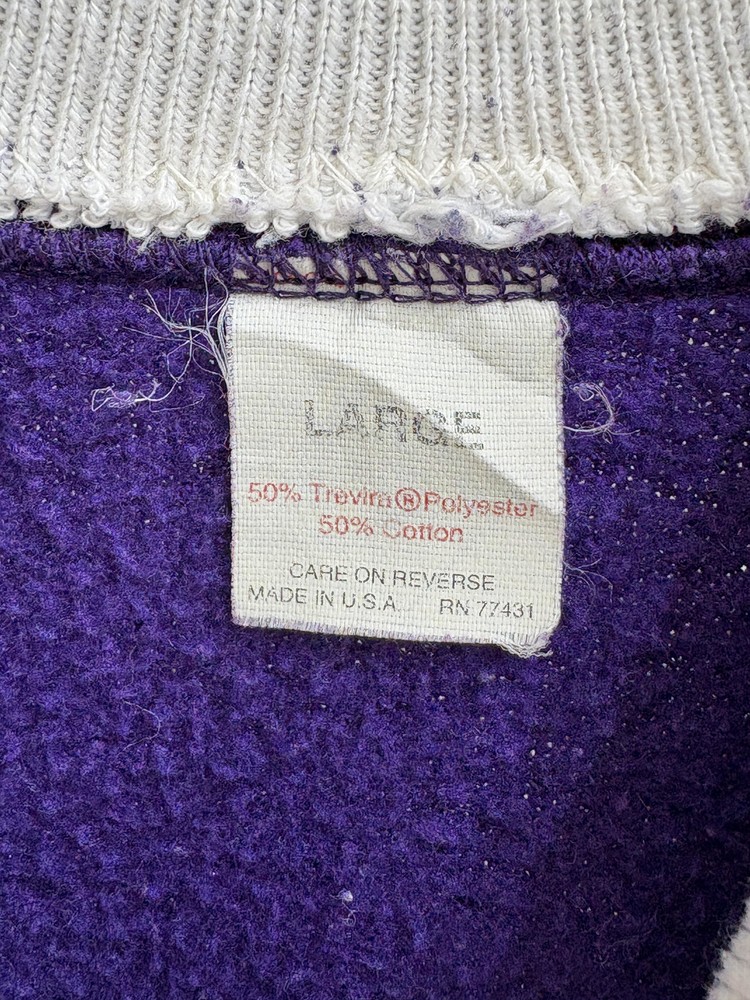 LARGE
50% Trevira® Polyester
50% Cotton
CARE ON REVERSE
MADE IN U.S.A. RN 77431